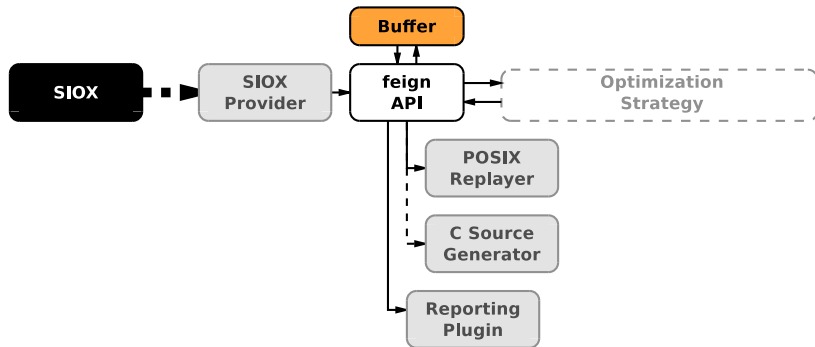 Buffer
SIOX
SIOX
Provider
feign
API
Optimization
Strategy
POSIX
Replayer
C Source
Generator
Reporting
Plugin